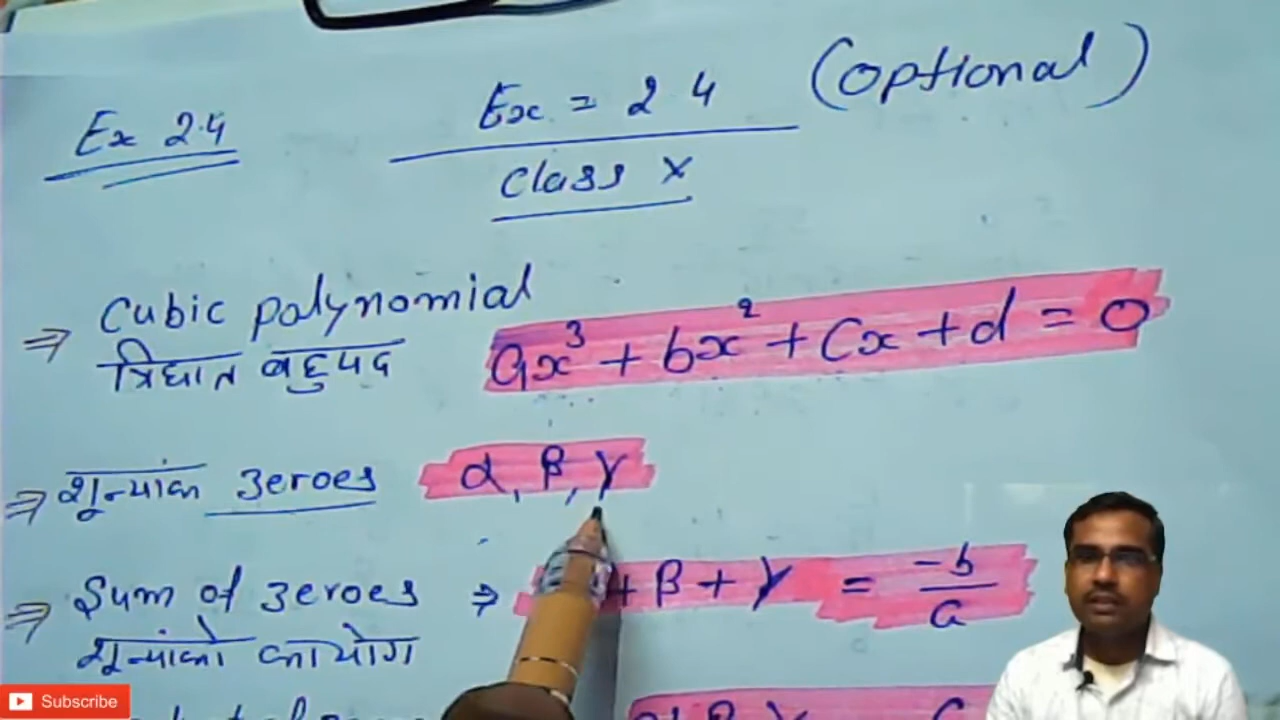 Ex 2.4
Ex = 2 4 (optional)
Class X
⇒ Cubic polynomial
त्रिघात बहुपद
ax³ + bx² + Cx + d = 0
⇒ शून्यांक zeroes α, β, γ
⇒ Sum of zeroes ⇒ + β + γ = -b/a
शून्यांको का योग
Subscribe